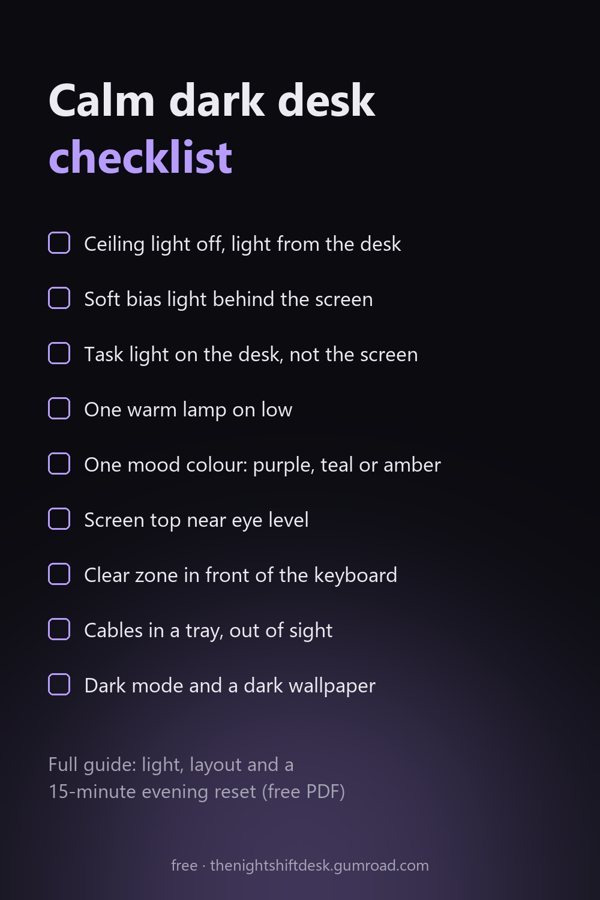 Calm dark desk
checklist
Ceiling light off, light from the desk
Soft bias light behind the screen
Task light on the desk, not the screen
One warm lamp on low
One mood colour: purple, teal or amber
Screen top near eye level
Clear zone in front of the keyboard
Cables in a tray, out of sight
Dark mode and a dark wallpaper
Full guide: light, layout and a
15-minute evening reset (free PDF)
free · thenightshiftdesk.gumroad.com